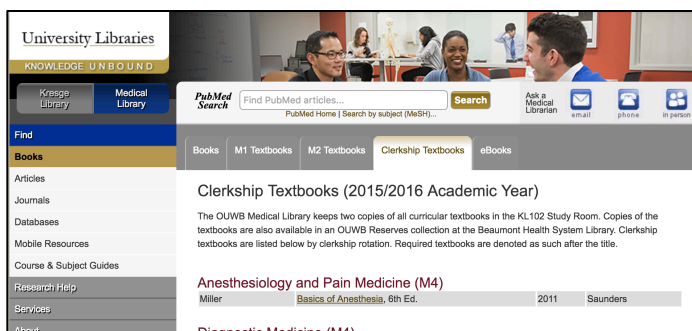 University Libraries
KNOWLEDGE UNBOUND
Kresge
Library
Medical
Library
PubMed
Search
Find PubMed articles...
Search
PubMed Home | Search by subject (MeSH)...
Ask a
Medical
Librarian
email
phone
in person
Find
Books
Articles
Journals
Databases
Mobile Resources
Course & Subject Guides
Research Help
Services
About
Books
M1 Textbooks
M2 Textbooks
Clerkship Textbooks
eBooks
Clerkship Textbooks (2015/2016 Academic Year)
The OUWB Medical Library keeps two copies of all curricular textbooks in the KL102 Study Room. Copies of the
textbooks are also available in an OUWB Reserves collection at the Beaumont Health System Library. Clerkship
textbooks are listed below by clerkship rotation. Required textbooks are denoted as such after the title.
Anesthesiology and Pain Medicine (M4)
Miller Basics of Anesthesia, 6th Ed. 2011 Saunders
Diagnostic Medicine (M4)